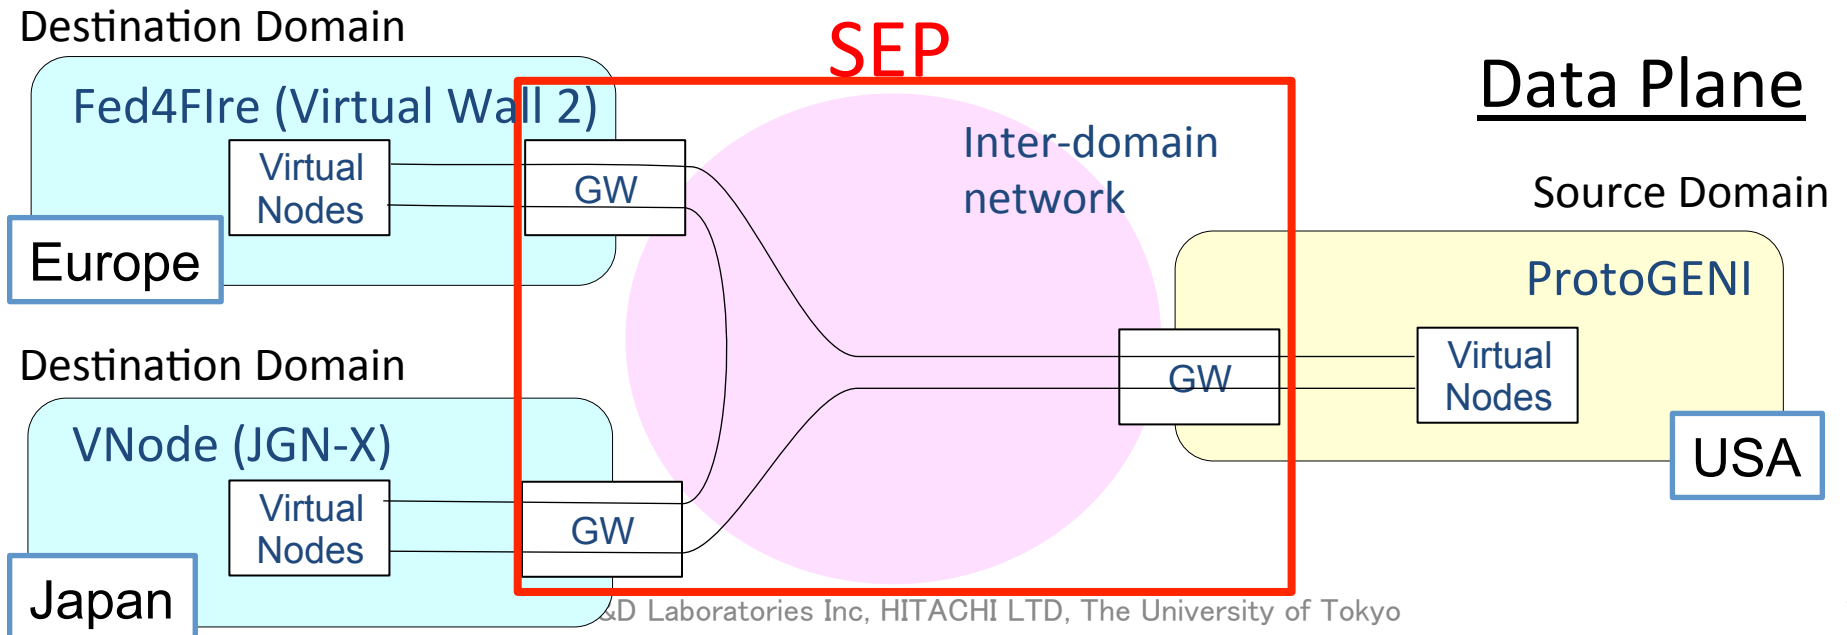 Destination Domain
SEP
Data Plane
Fed4FIre (Virtual Wall 2)
Inter-domain
network
Virtual
Nodes
GW
Source Domain
Europe
ProtoGENI
Destination Domain
Virtual
Nodes
GW
VNode (JGN-X)
USA
Virtual
Nodes
GW
Japan
&D Laboratories Inc, HITACHI LTD, The University of Tokyo